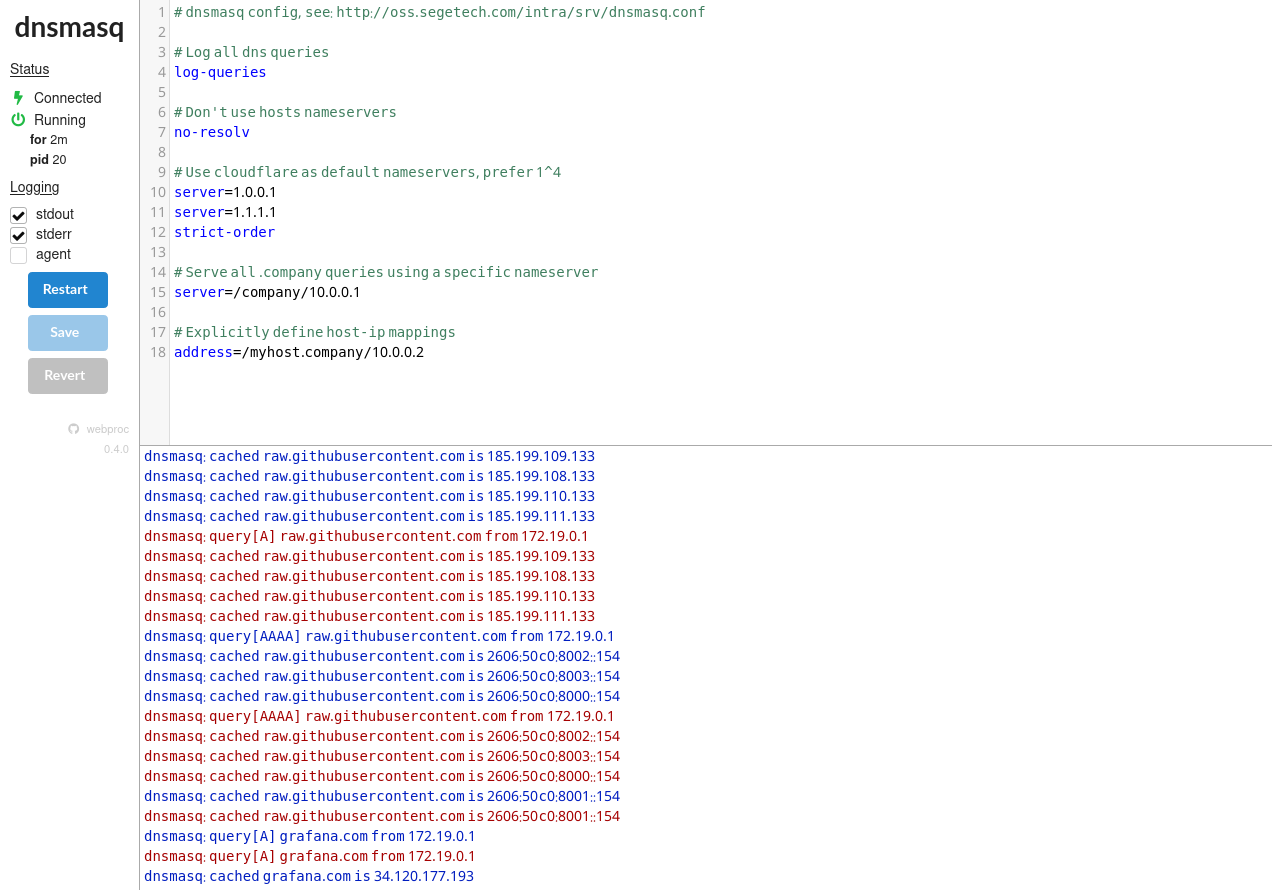 dnsmasq
Status
Connected
Running
for 2m
pid 20
Logging
stdout
stderr
agent
Restart
Save
Revert
webproc
0.4.0
1 # dnsmasq config, see: http://oss.segetech.com/intra/srv/dnsmasq.conf
2
3 # Log all dns queries
4 log-queries
5
6 # Don't use hosts nameservers
7 no-resolv
8
9 # Use cloudflare as default nameservers, prefer 1^4
10 server=1.0.0.1
11 server=1.1.1.1
12 strict-order
13
14 # Serve all .company queries using a specific nameserver
15 server=/company/10.0.0.1
16
17 # Explicitly define host-ip mappings
18 address=/myhost.company/10.0.0.2
dnsmasq: cached raw.githubusercontent.com is 185.199.109.133
dnsmasq: cached raw.githubusercontent.com is 185.199.108.133
dnsmasq: cached raw.githubusercontent.com is 185.199.110.133
dnsmasq: cached raw.githubusercontent.com is 185.199.111.133
dnsmasq: query[A] raw.githubusercontent.com from 172.19.0.1
dnsmasq: cached raw.githubusercontent.com is 185.199.109.133
dnsmasq: cached raw.githubusercontent.com is 185.199.108.133
dnsmasq: cached raw.githubusercontent.com is 185.199.110.133
dnsmasq: cached raw.githubusercontent.com is 185.199.111.133
dnsmasq: query[AAAA] raw.githubusercontent.com from 172.19.0.1
dnsmasq: cached raw.githubusercontent.com is 2606:50c0:8002::154
dnsmasq: cached raw.githubusercontent.com is 2606:50c0:8003::154
dnsmasq: cached raw.githubusercontent.com is 2606:50c0:8000::154
dnsmasq: query[AAAA] raw.githubusercontent.com from 172.19.0.1
dnsmasq: cached raw.githubusercontent.com is 2606:50c0:8002::154
dnsmasq: cached raw.githubusercontent.com is 2606:50c0:8003::154
dnsmasq: cached raw.githubusercontent.com is 2606:50c0:8000::154
dnsmasq: cached raw.githubusercontent.com is 2606:50c0:8001::154
dnsmasq: cached raw.githubusercontent.com is 2606:50c0:8001::154
dnsmasq: query[A] grafana.com from 172.19.0.1
dnsmasq: query[A] grafana.com from 172.19.0.1
dnsmasq: cached grafana.com is 34.120.177.193